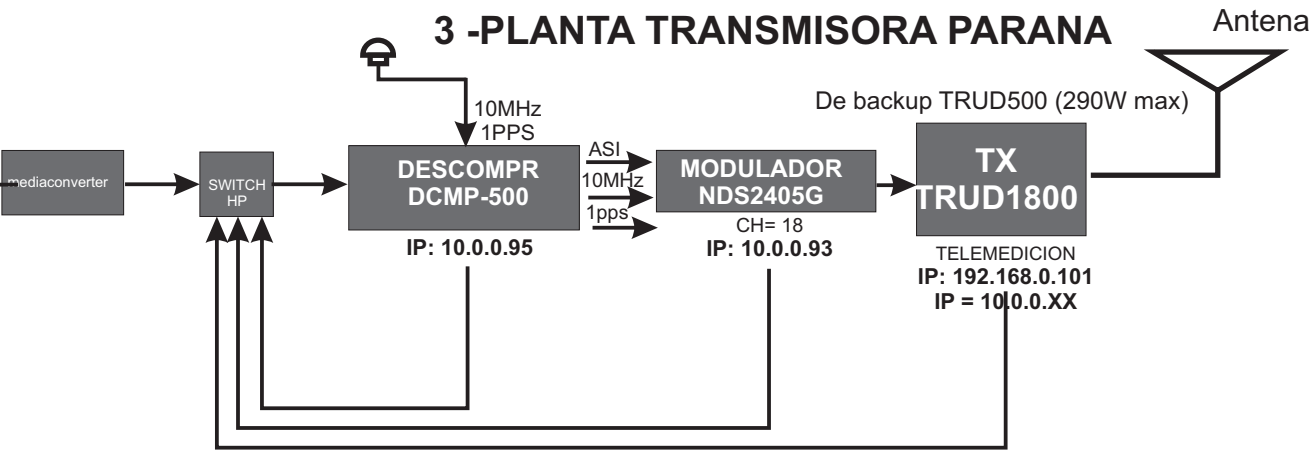 3 -PLANTA TRANSMISORA PARANA
Antena
De backup TRUD500 (290W max)
10MHz
1PPS
mediaconverter
SWITCH
HP
DESCOMPR
DCMP-500
IP: 10.0.0.95
ASI
10MHz
1pps
MODULADOR
NDS2405G
CH= 18
IP: 10.0.0.93
TX
TRUD1800
TELEMEDICION
IP: 192.168.0.101
IP = 10.0.0.XX